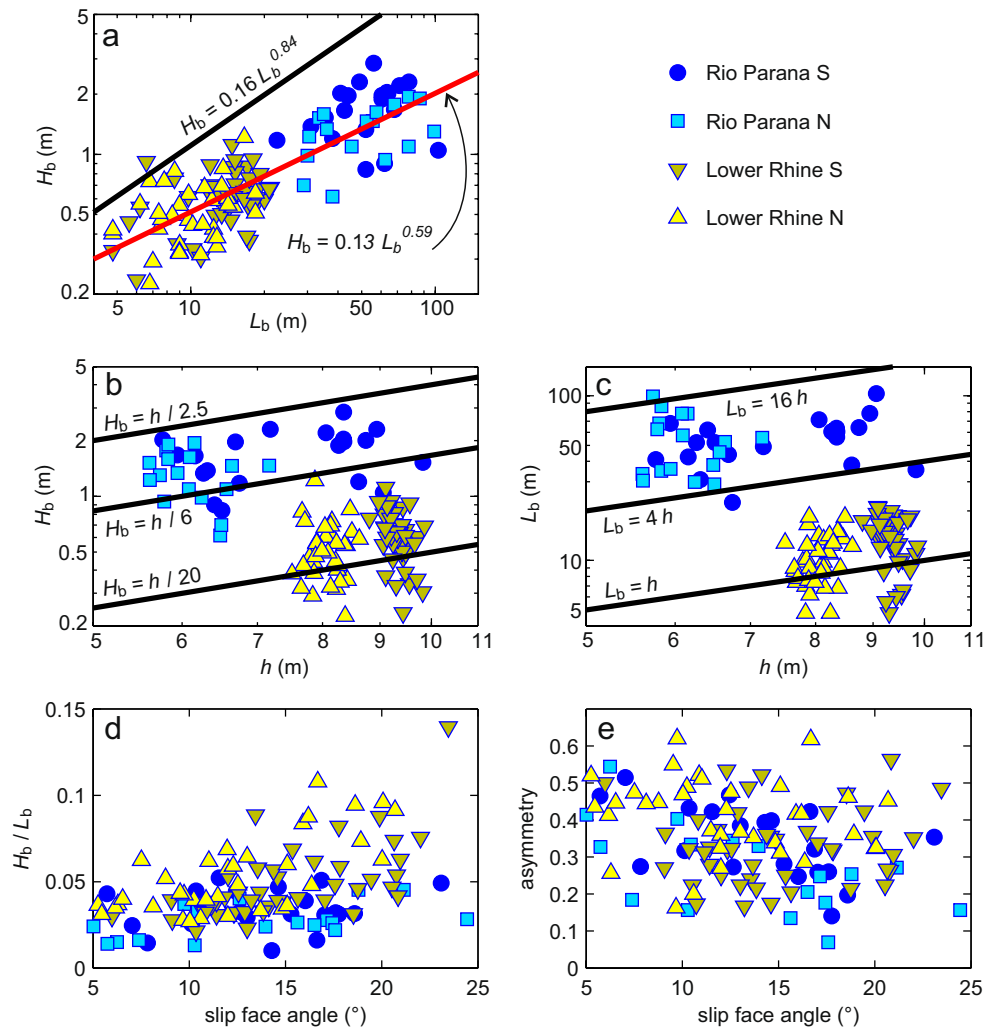 a
5
2
1
0.5
0.2
H_b (m)
H_b = 0.16 L_b^0.84
H_b = 0.13 L_b^0.59
5
10
50
100
L_b (m)
Rio Parana S
Rio Parana N
Lower Rhine S
Lower Rhine N
b
5
2
1
0.5
0.2
H_b (m)
H_b = h / 2.5
H_b = h / 6
H_b = h / 20
5
6
7
8
9
10
11
h (m)
c
100
50
10
5
L_b (m)
L_b = 16 h
L_b = 4 h
L_b = h
5
6
7
8
9
10
11
h (m)
d
0.15
0.1
0.05
0
H_b / L_b
5
10
15
20
25
slip face angle (°)
e
0.6
0.5
0.4
0.3
0.2
0.1
0
asymmetry
5
10
15
20
25
slip face angle (°)